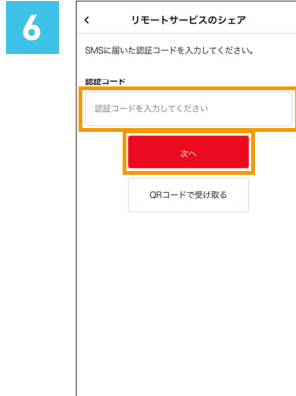 6
リモートサービスのシェア
SMSに届いた認証コードを入力してください。
認証コード
認証コードを入力してください
次へ
QRコードで受け取る